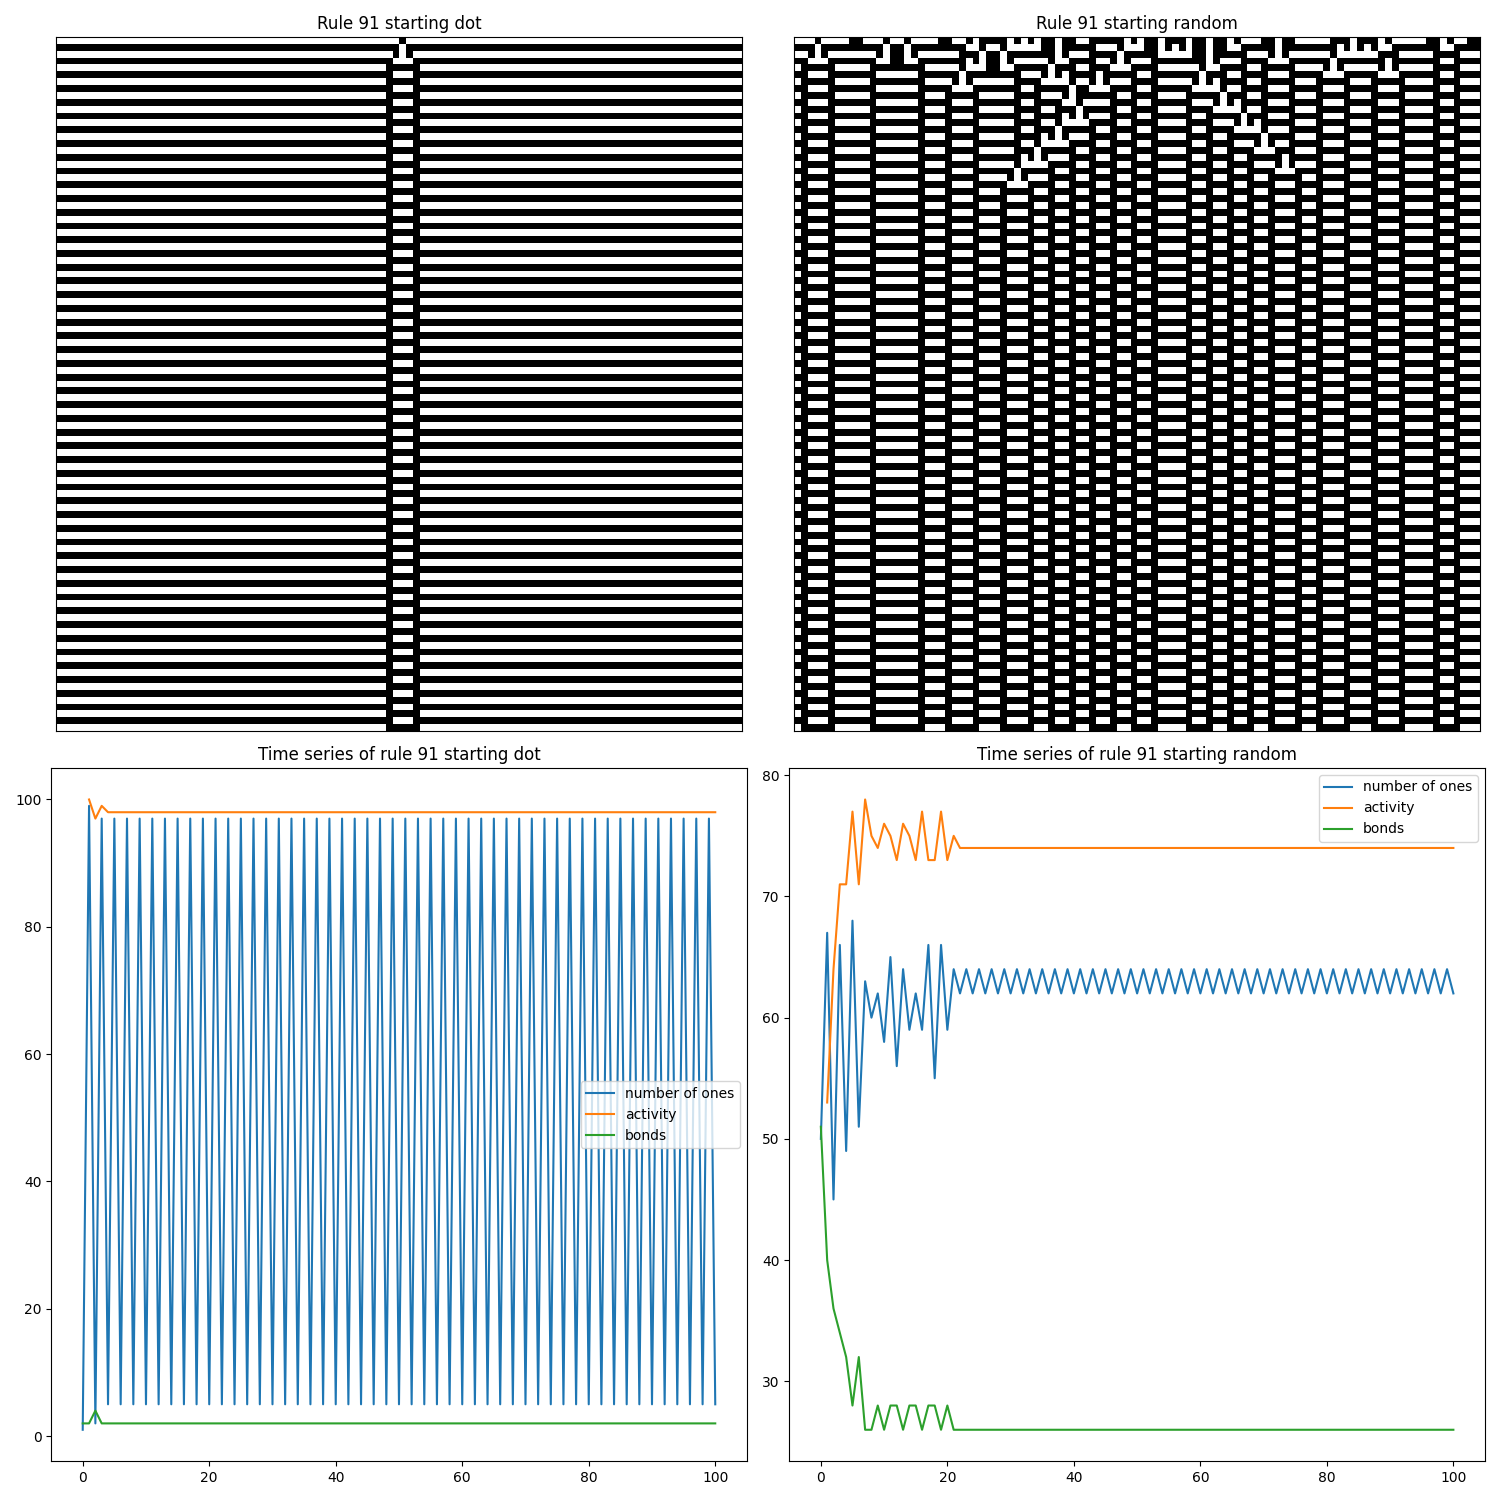 Rule 91 starting dot
Rule 91 starting random
Time series of rule 91 starting dot
100
80
60
40
20
0
0 20 40 60 80 100
number of ones
activity
bonds
Time series of rule 91 starting random
80
70
60
50
40
30
0 20 40 60 80 100
number of ones
activity
bonds